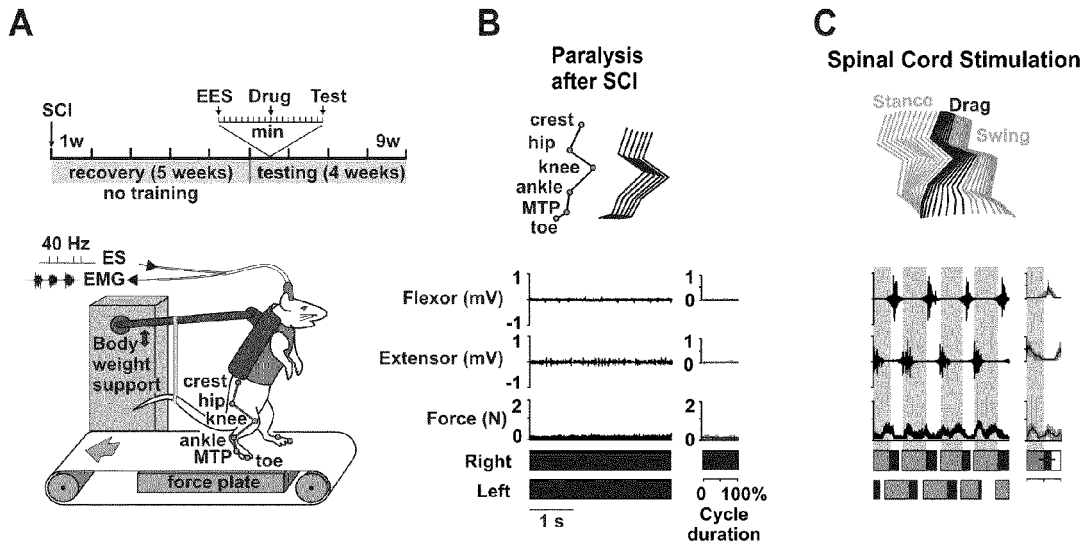 A
SCI
EES Drug Test
min
1w
9w
recovery (5 weeks)
testing (4 weeks)
no training
40 Hz
ES
EMG
Body
weight
support
crest
hip
knee
ankle
MTP
toe
force plate
B
Paralysis
after SCI
crest
hip
knee
ankle
MTP
toe
Flexor (mV)
1
0
-1
1
0
Extensor (mV)
1
0
-1
1
0
Force (N)
2
0
2
0
Right
Left
1 s
0 100%
Cycle
duration
C
Spinal Cord Stimulation
Stance
Drag
Swing